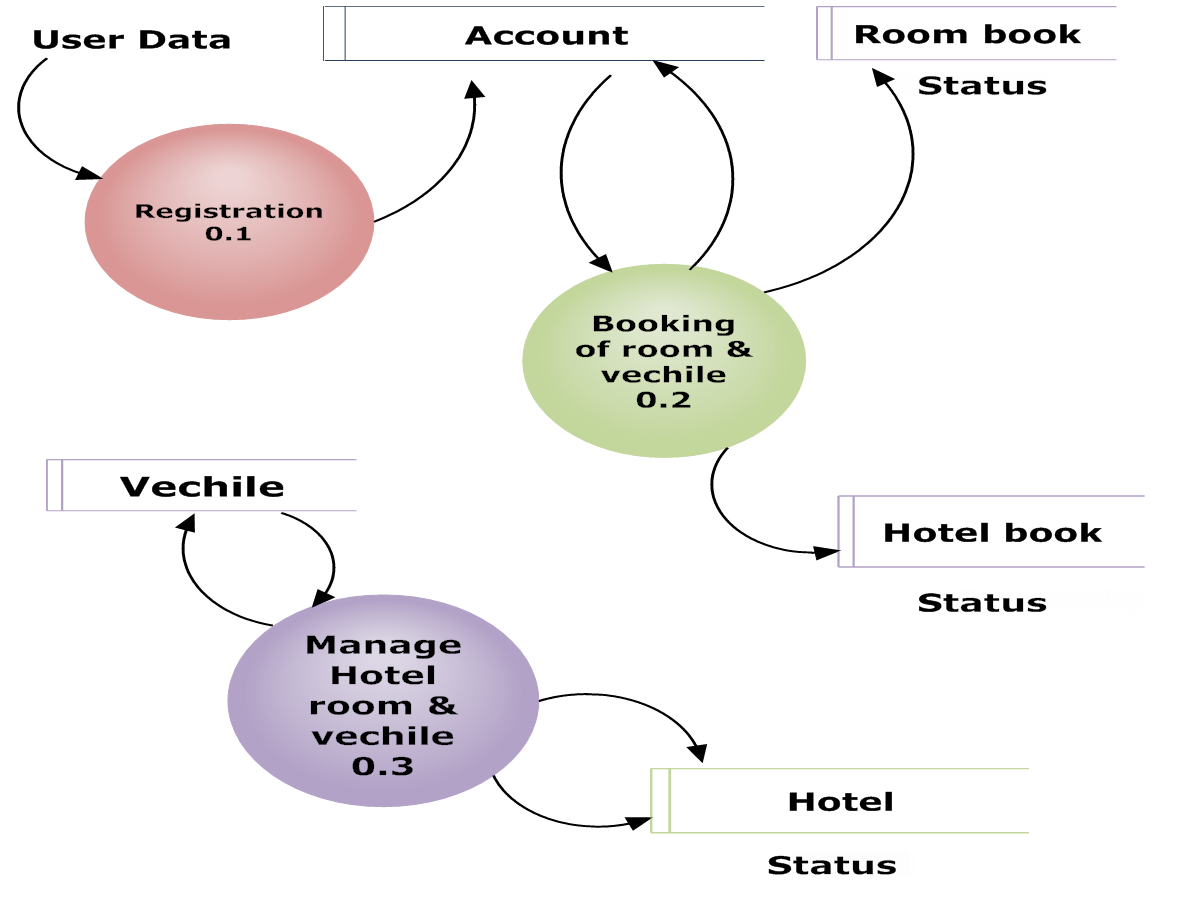 User Data
Account
Room book
Status
Registration
0.1
Booking
of room &
vechile
0.2
Vechile
Hotel book
Status
Manage
Hotel
room &
vechile
0.3
Hotel
Status